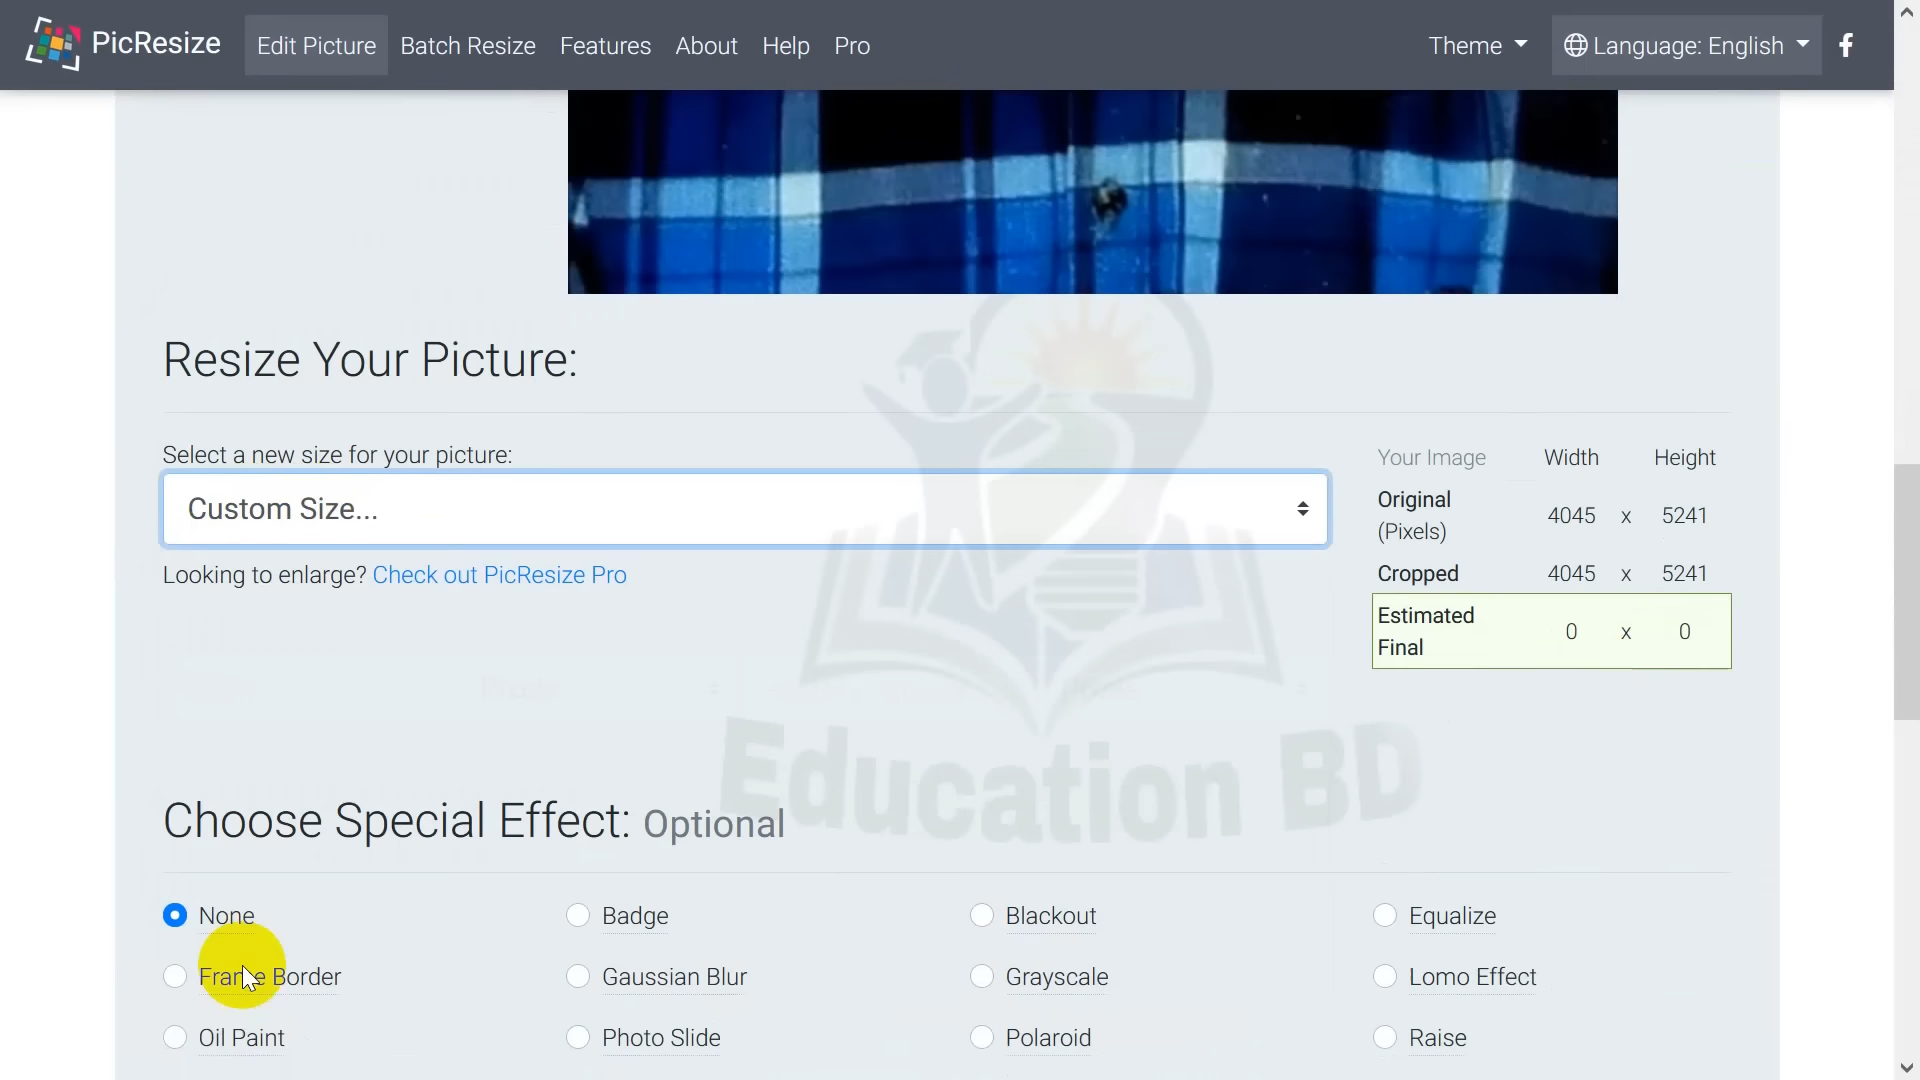 PicResize Edit Picture Batch Resize Features About Help Pro Theme Language: English
Resize Your Picture:
Select a new size for your picture:
Custom Size...
Looking to enlarge? Check out PicResize Pro
Your Image Width Height
Original (Pixels) 4045 x 5241
Cropped 4045 x 5241
Estimated Final 0 x 0
Education BD
Choose Special Effect: Optional
None Badge Blackout Equalize
Frame Border Gaussian Blur Grayscale Lomo Effect
Oil Paint Photo Slide Polaroid Raise